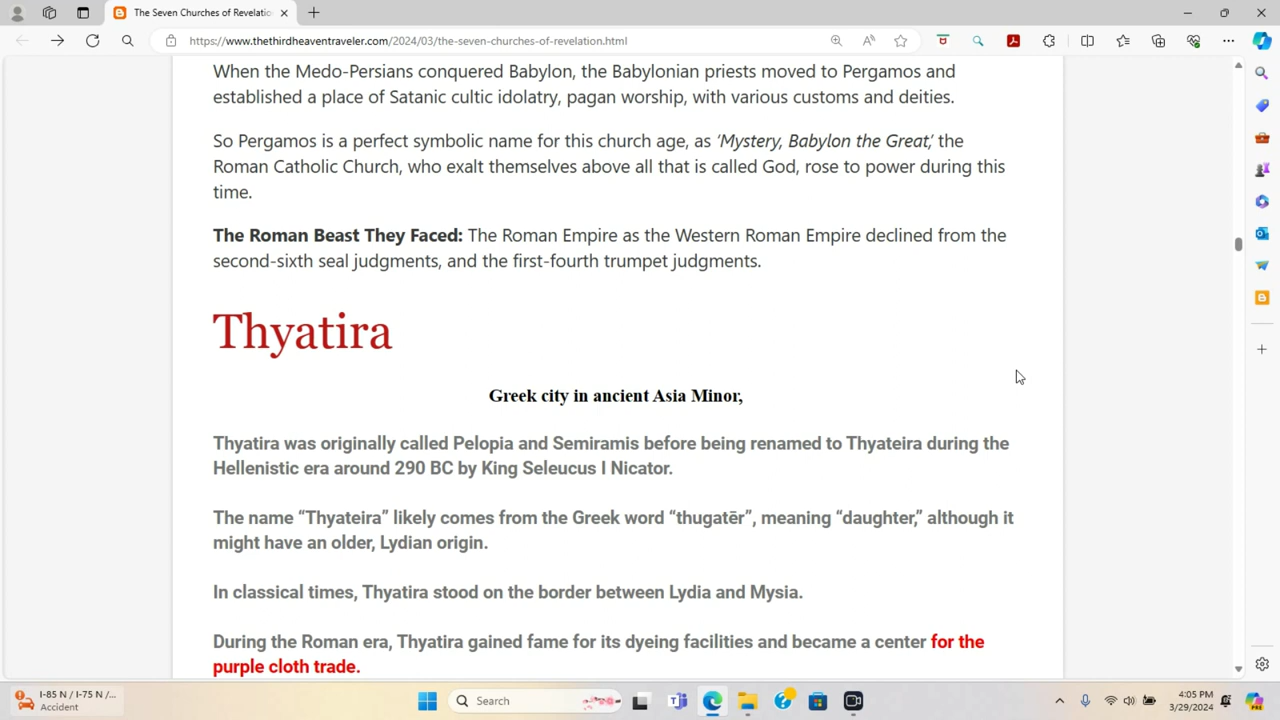 The Seven Churches of Revelatio
https://www.thethirdheaventraveler.com/2024/03/the-seven-churches-of-revelation.html
When the Medo-Persians conquered Babylon, the Babylonian priests moved to Pergamos and
established a place of Satanic cultic idolatry, pagan worship, with various customs and deities.
So Pergamos is a perfect symbolic name for this church age, as ‘Mystery, Babylon the Great,’ the
Roman Catholic Church, who exalt themselves above all that is called God, rose to power during this
time.
The Roman Beast They Faced: The Roman Empire as the Western Roman Empire declined from the
second-sixth seal judgments, and the first-fourth trumpet judgments.
Thyatira
Greek city in ancient Asia Minor,
Thyatira was originally called Pelopia and Semiramis before being renamed to Thyateira during the
Hellenistic era around 290 BC by King Seleucus I Nicator.
The name “Thyateira” likely comes from the Greek word “thugatēr”, meaning “daughter,” although it
might have an older, Lydian origin.
In classical times, Thyatira stood on the border between Lydia and Mysia.
During the Roman era, Thyatira gained fame for its dyeing facilities and became a center for the
purple cloth trade.
I-85 N / I-75 N /...
Accident
Search
4:05 PM
3/29/2024